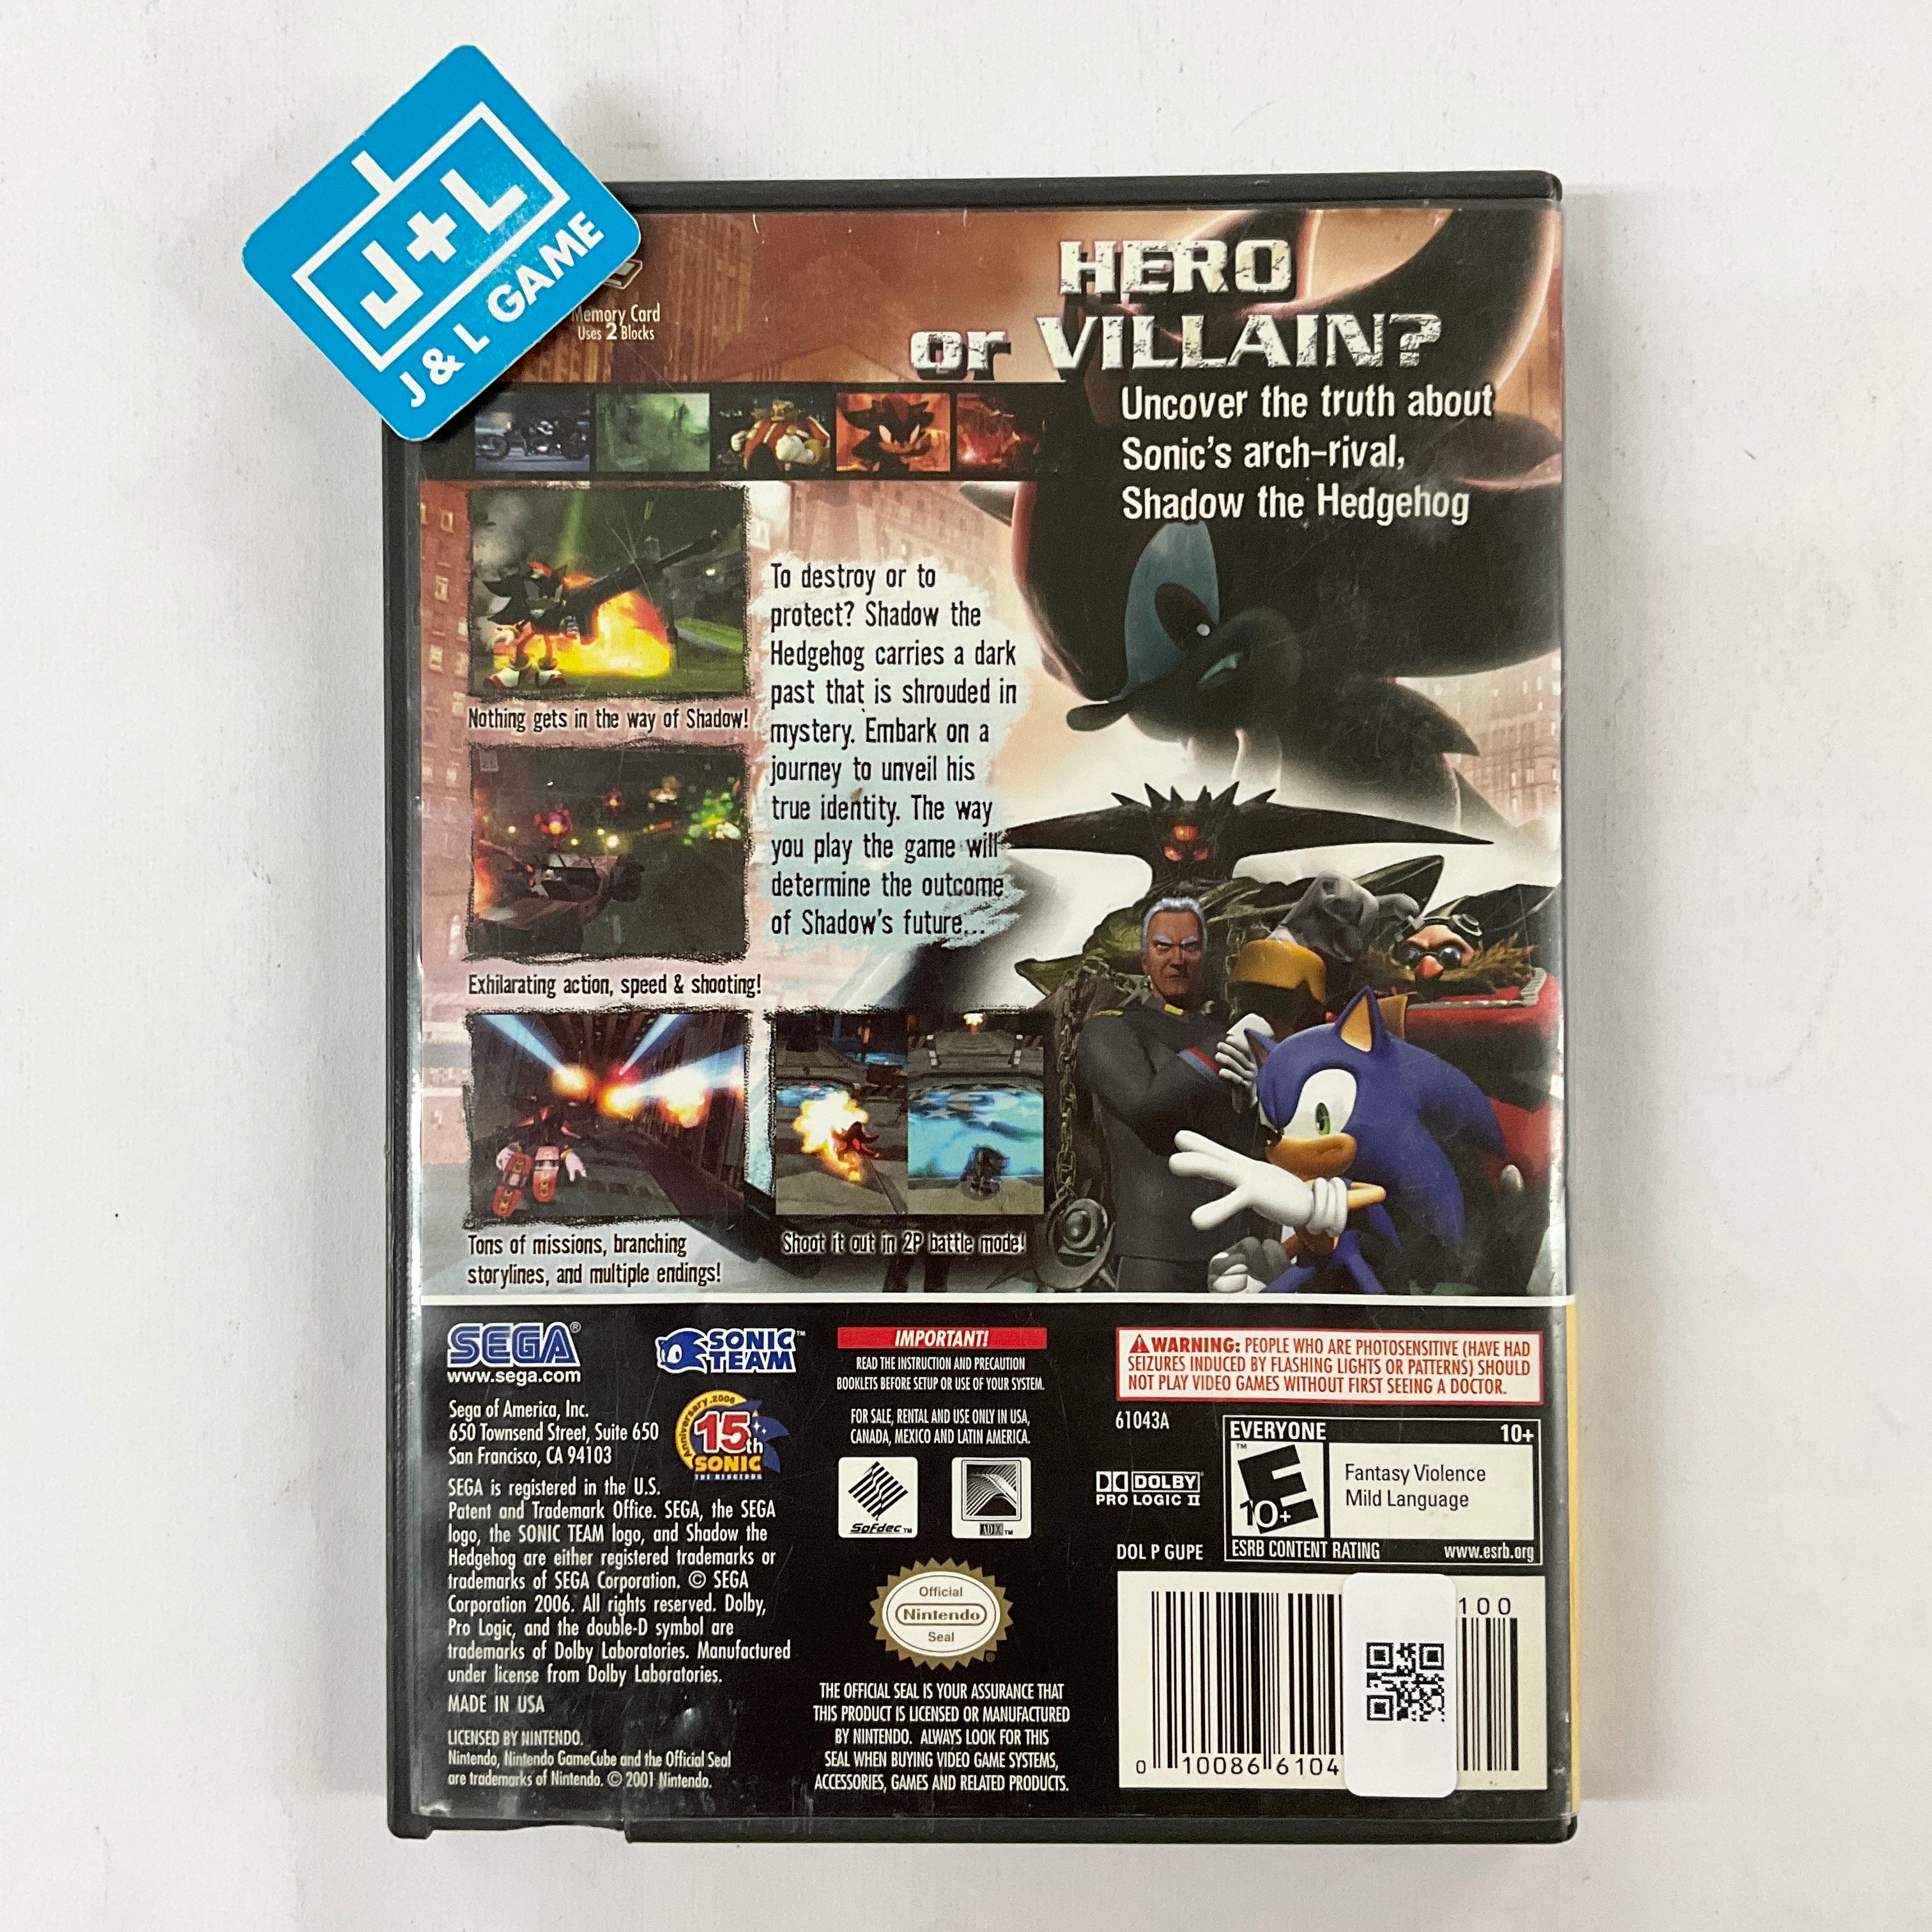 J+L
J & L GAME
Memory Card
Uses 2 Blocks
HERO
or VILLAIN?
Uncover the truth about
Sonic's arch-rival,
Shadow the Hedgehog
To destroy or to
protect? Shadow the
Hedgehog carries a dark
past that is shrouded in
mystery. Embark on a
journey to unveil his
true identity. The way
you play the game will
determine the outcome
of Shadow's future...
Nothing gets in the way of Shadow!
Exhilarating action, speed & shooting!
Tons of missions, branching
storylines, and multiple endings!
Shoot it out in 2P battle mode!
SEGA®
www.sega.com
SONIC
TEAM™
Sega of America, Inc.
650 Townsend Street, Suite 650
San Francisco, CA 94103
Anniversary.2006
15th
SONIC
THE HEDGEHOG
SEGA is registered in the U.S.
Patent and Trademark Office. SEGA, the SEGA
logo, the SONIC TEAM logo, and Shadow the
Hedgehog are either registered trademarks or
trademarks of SEGA Corporation. © SEGA
Corporation 2006. All rights reserved. Dolby,
Pro Logic, and the double-D symbol are
trademarks of Dolby Laboratories. Manufactured
under license from Dolby Laboratories.
MADE IN USA
LICENSED BY NINTENDO.
Nintendo, Nintendo GameCube and the Official Seal
are trademarks of Nintendo. © 2001 Nintendo.
IMPORTANT!
READ THE INSTRUCTION AND PRECAUTION
BOOKLETS BEFORE SETUP OR USE OF YOUR SYSTEM.
FOR SALE, RENTAL AND USE ONLY IN USA,
CANADA, MEXICO AND LATIN AMERICA.
Sofdec™
ADX™
Official
Nintendo
Seal
®
THE OFFICIAL SEAL IS YOUR ASSURANCE THAT
THIS PRODUCT IS LICENSED OR MANUFACTURED
BY NINTENDO. ALWAYS LOOK FOR THIS
SEAL WHEN BUYING VIDEO GAME SYSTEMS,
ACCESSORIES, GAMES AND RELATED PRODUCTS.
WARNING: PEOPLE WHO ARE PHOTOSENSITIVE (HAVE HAD
SEIZURES INDUCED BY FLASHING LIGHTS OR PATTERNS) SHOULD
NOT PLAY VIDEO GAMES WITHOUT FIRST SEEING A DOCTOR.
61043A
DOLBY®
PRO LOGIC II
DOL P GUPE
EVERYONE 10+
™
E
10+
Fantasy Violence
Mild Language
ESRB CONTENT RATING www.esrb.org
100
0 10086 6104